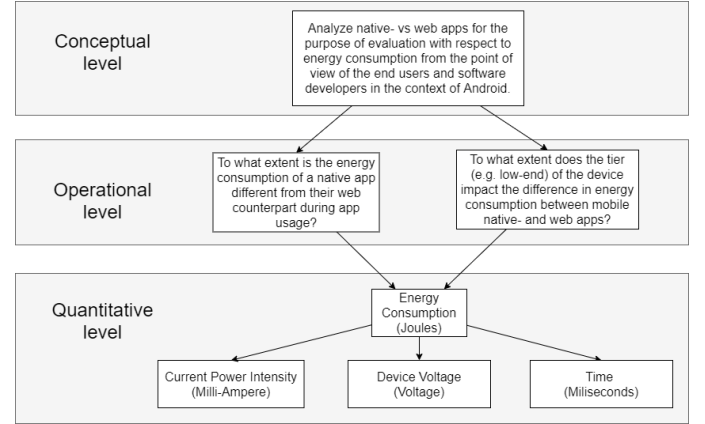 Conceptual
level
Analyze native- vs web apps for the
purpose of evaluation with respect to
energy consumption from the point of
view of the end users and software
developers in the context of Android.
Operational
level
To what extent is the energy
consumption of a native app
different from their web
counterpart during app
usage?
To what extent does the tier
(e.g. low-end) of the device
impact the difference in energy
consumption between mobile
native- and web apps?
Quantitative
level
Energy
Consumption
(Joules)
Current Power Intensity
(Milli-Ampere)
Device Voltage
(Voltage)
Time
(Miliseconds)